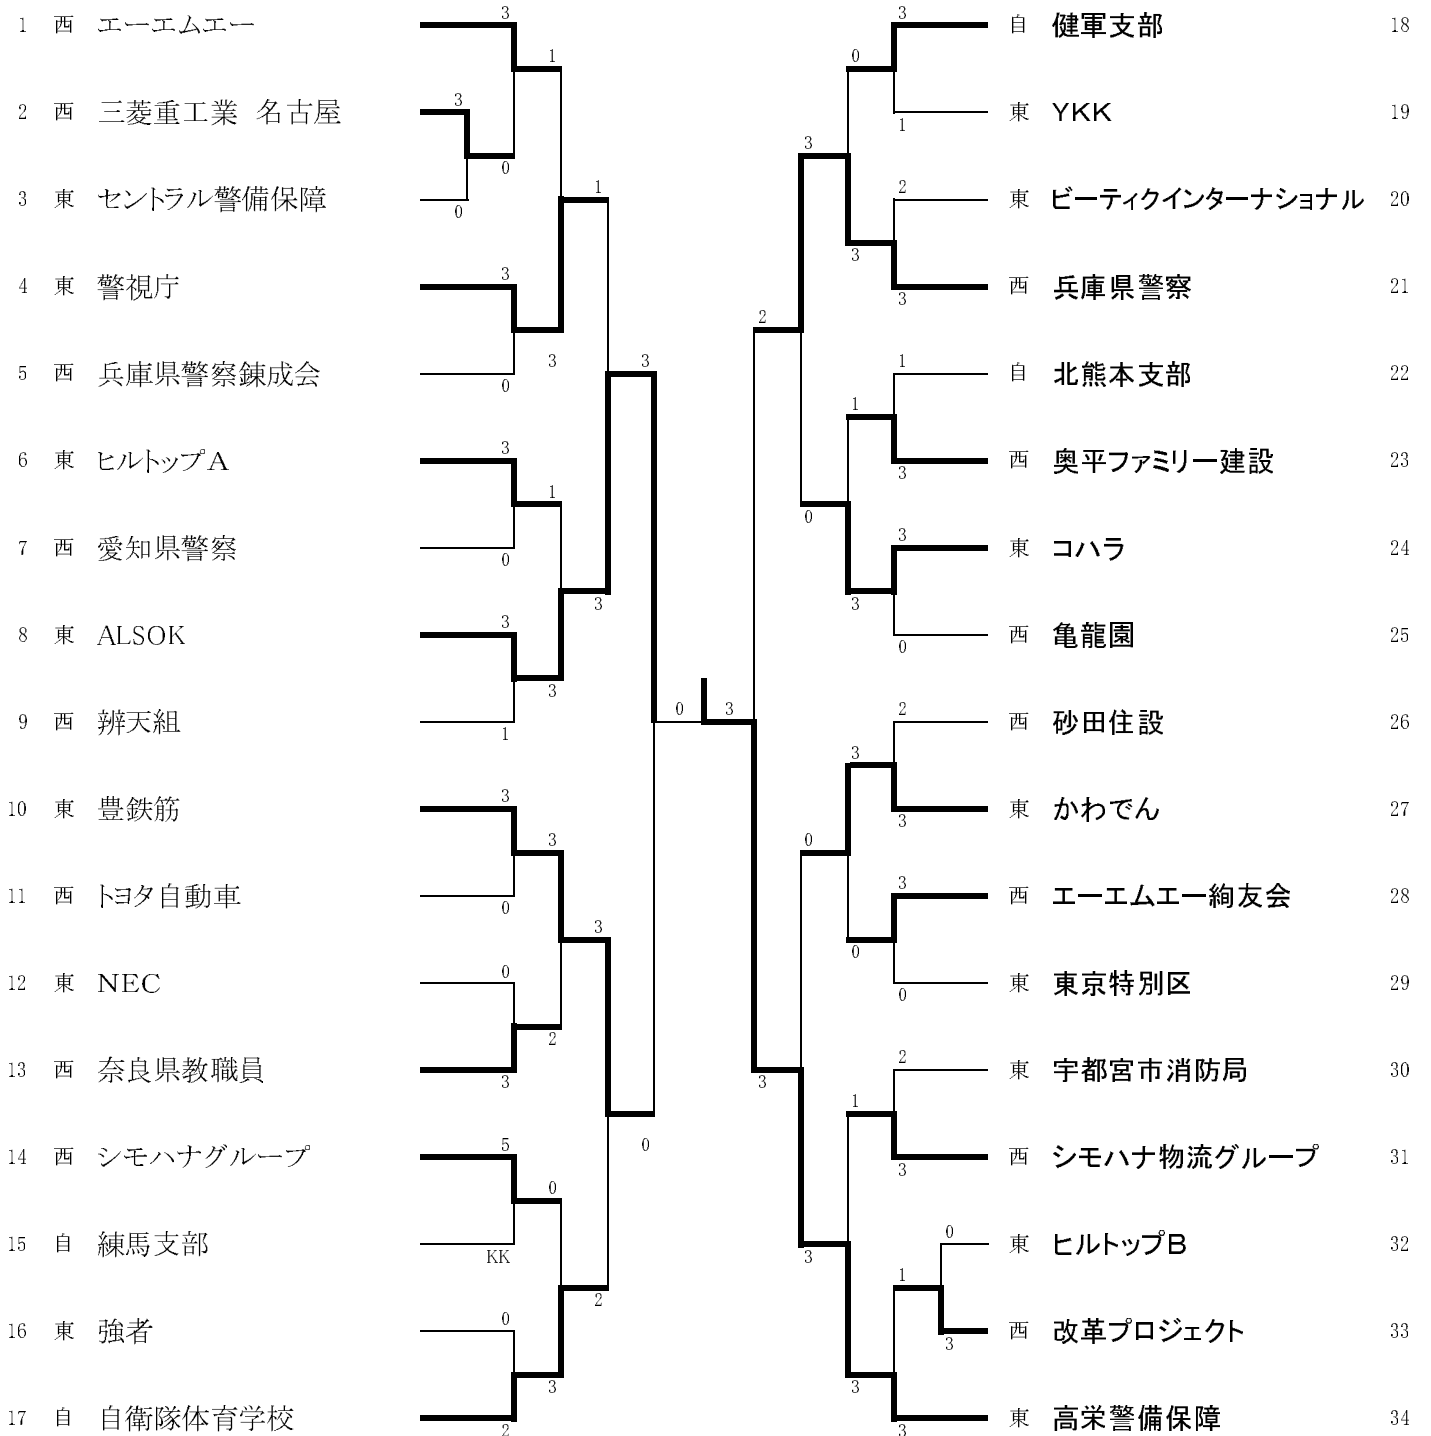 3 3
1 西 エーエムエー 自 健軍支部 18
1 0
3
2 西 三菱重工業 名古屋 東 YKK 19
1
3
0
1 2
3 東 セントラル警備保障 東 ビーティクインターナショナル 20
0
3
3
4 東 警視庁 西 兵庫県警察 21
3
2
3 3 1
5 西 兵庫県警察錬成会 自 北熊本支部 22
0
1
3
6 東 ヒルトップA 西 奥平ファミリー建設 23
3
1
0
3
7 西 愛知県警察 東 コハラ 24
0
3 3
3
8 東 ALSOK 西 亀龍園 25
0
3
0 3 2
9 西 辨天組 西 砂田住設 26
1
3
3
10 東 豊鉄筋 東 かわでん 27
3
3 0
3
11 西 トヨタ自動車 西 エーエムエー絢友会 28
0
3
0
0
12 東 NEC 東 東京特別区 29
0
2
2
13 西 奈良県教職員 東 宇都宮市消防局 30
3 3
1
5 0
14 西 シモハナグループ 西 シモハナ物流グループ 31
3
0
0
15 自 練馬支部 東 ヒルトップB 32
KK 3
1
2
0
16 東 強者 西 改革プロジェクト 33
3
3 3
17 自 自衛隊体育学校 東 高栄警備保障 34
2 3